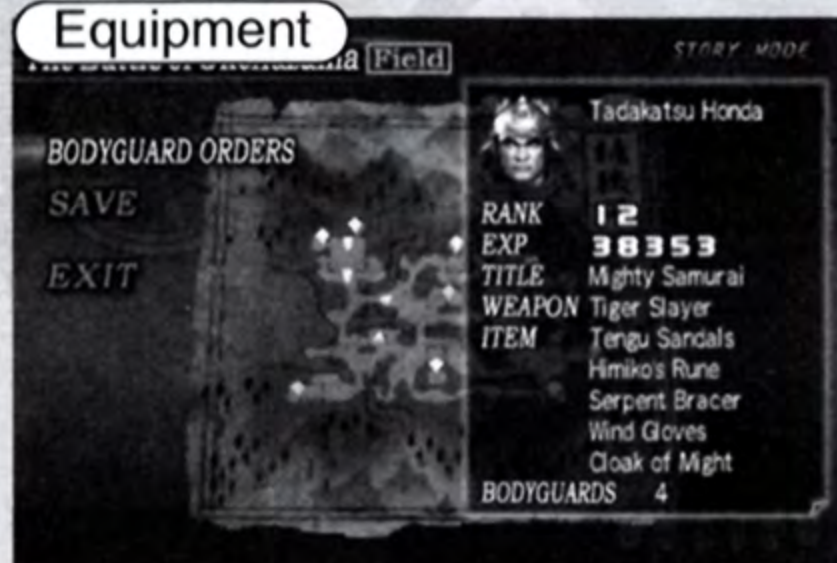 Equipment
Field
STORY MODE
BODYGUARD ORDERS
SAVE
EXIT
Tadakatsu Honda
RANK 12
EXP 38353
TITLE Mighty Samurai
WEAPON Tiger Slayer
ITEM Tengu Sandals
Himiko's Rune
Serpent Bracer
Wind Gloves
Cloak of Might
BODYGUARDS 4